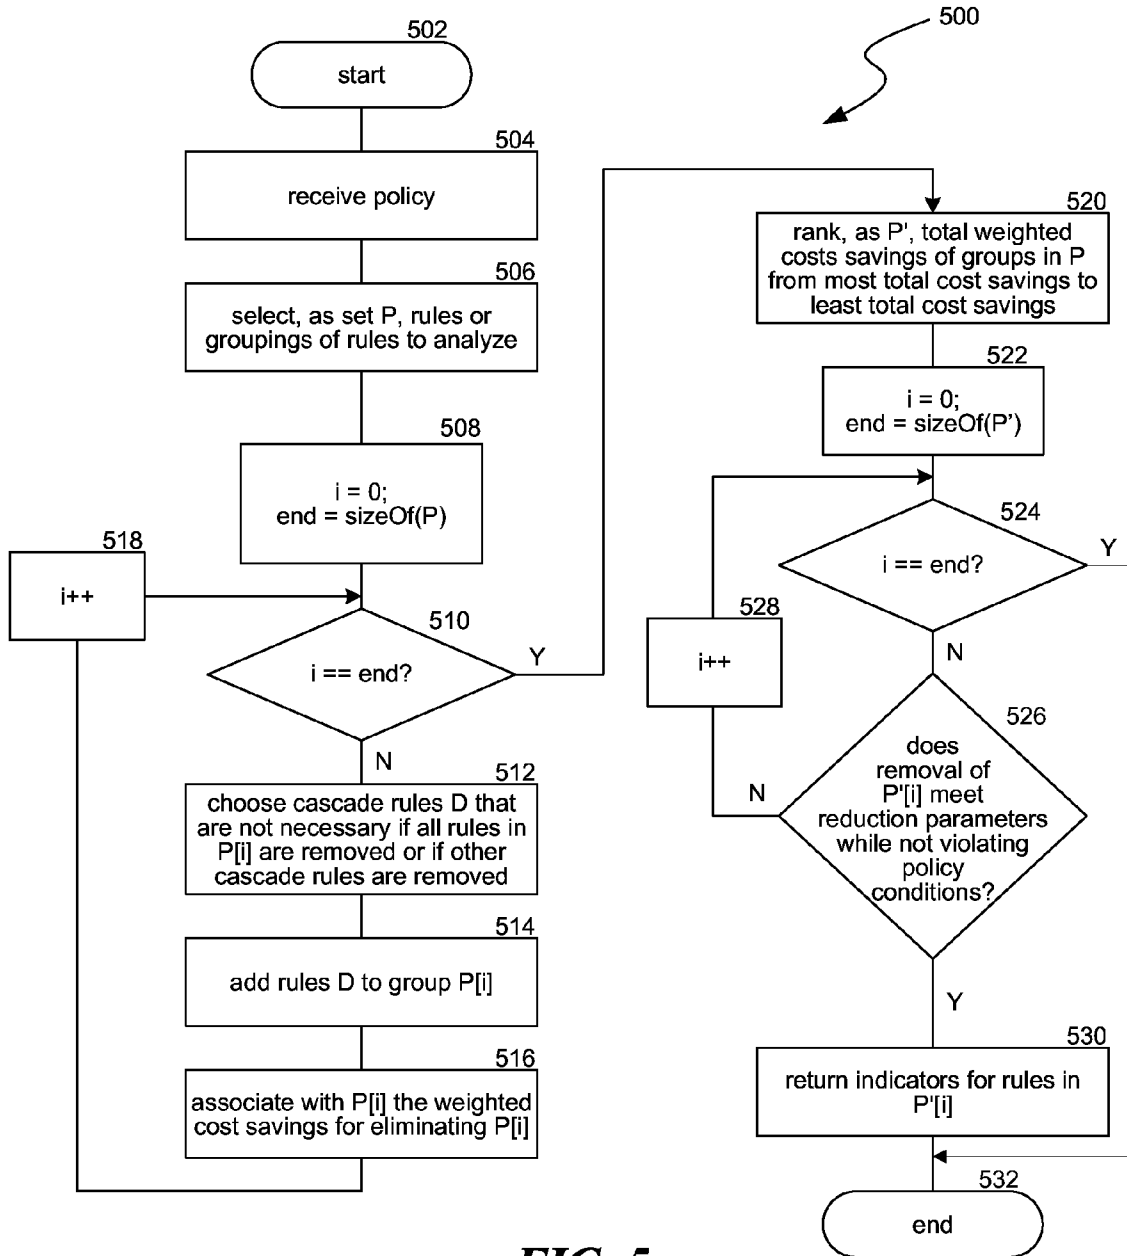 500
502
start
504
receive policy
506
select, as set P, rules or
groupings of rules to analyze
508
i = 0;
end = sizeOf(P)
518
i++
510
i == end?
Y
N
512
choose cascade rules D that
are not necessary if all rules in
P[i] are removed or if other
cascade rules are removed
514
add rules D to group P[i]
516
associate with P[i] the weighted
cost savings for eliminating P[i]
520
rank, as P', total weighted
costs savings of groups in P
from most total cost savings to
least total cost savings
522
i = 0;
end = sizeOf(P')
524
i == end?
Y
N
528
i++
526
does
removal of
P'[i] meet
reduction parameters
while not violating
policy
conditions?
N
Y
530
return indicators for rules in
P'[i]
532
end
FIG. 5